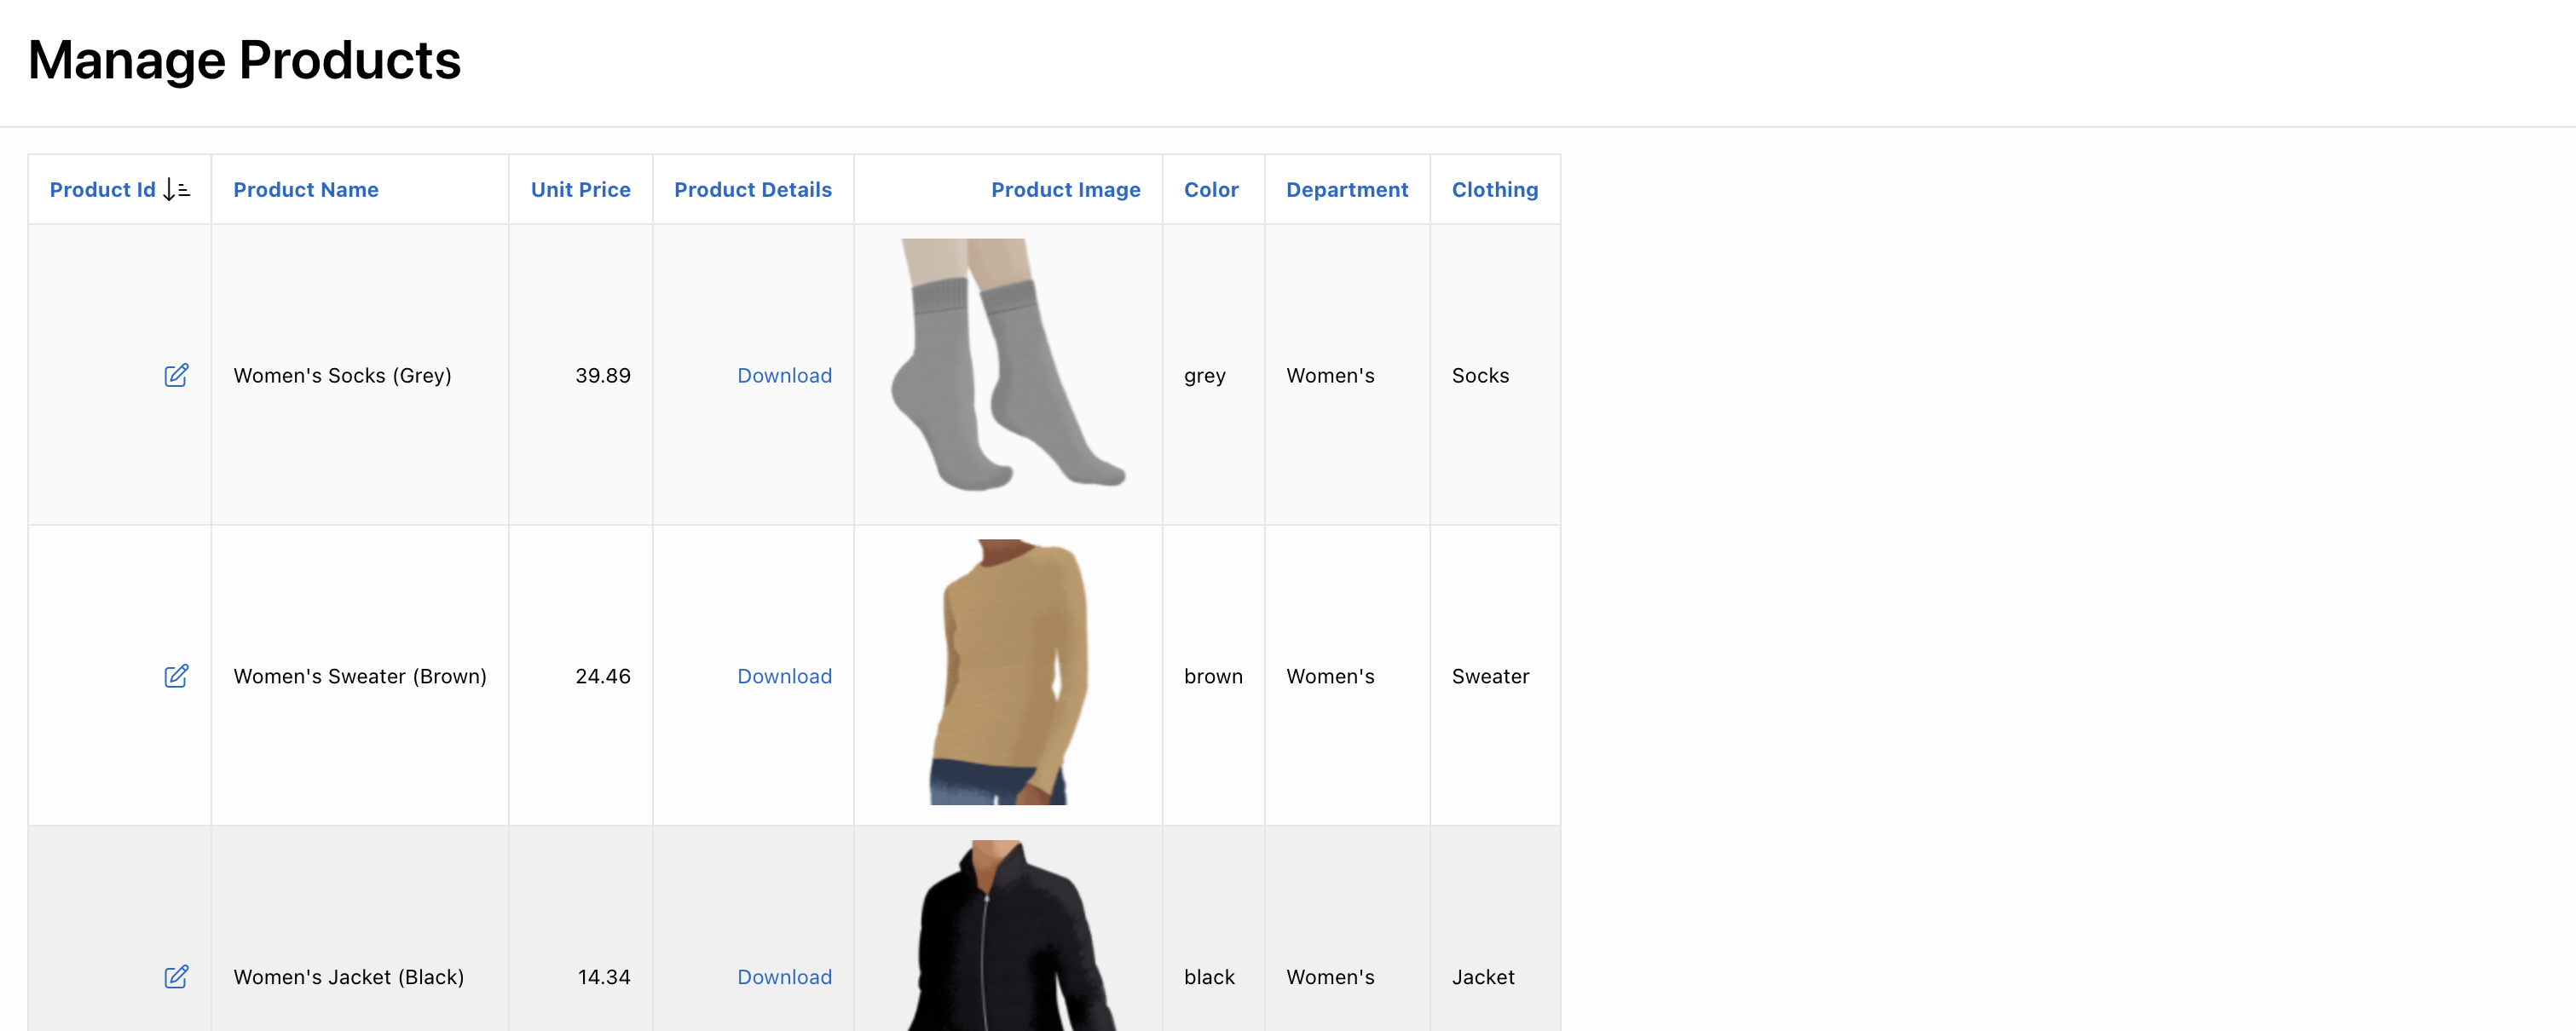 Manage Products
Product Id Product Name Unit Price Product Details Product Image Color Department Clothing
Women's Socks (Grey) 39.89 Download grey Women's Socks
Women's Sweater (Brown) 24.46 Download brown Women's Sweater
Women's Jacket (Black) 14.34 Download black Women's Jacket